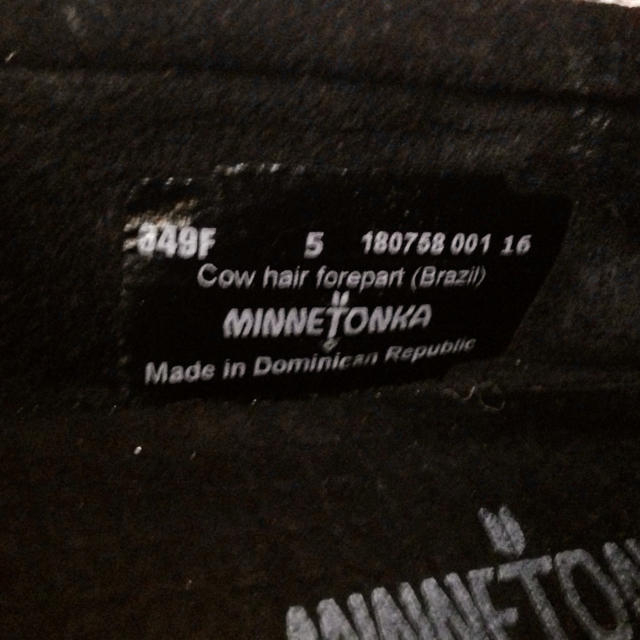 5 180758 001 16
Cow hair forepart (Brazil)
MINNETONKA
Made in Dominican Republic